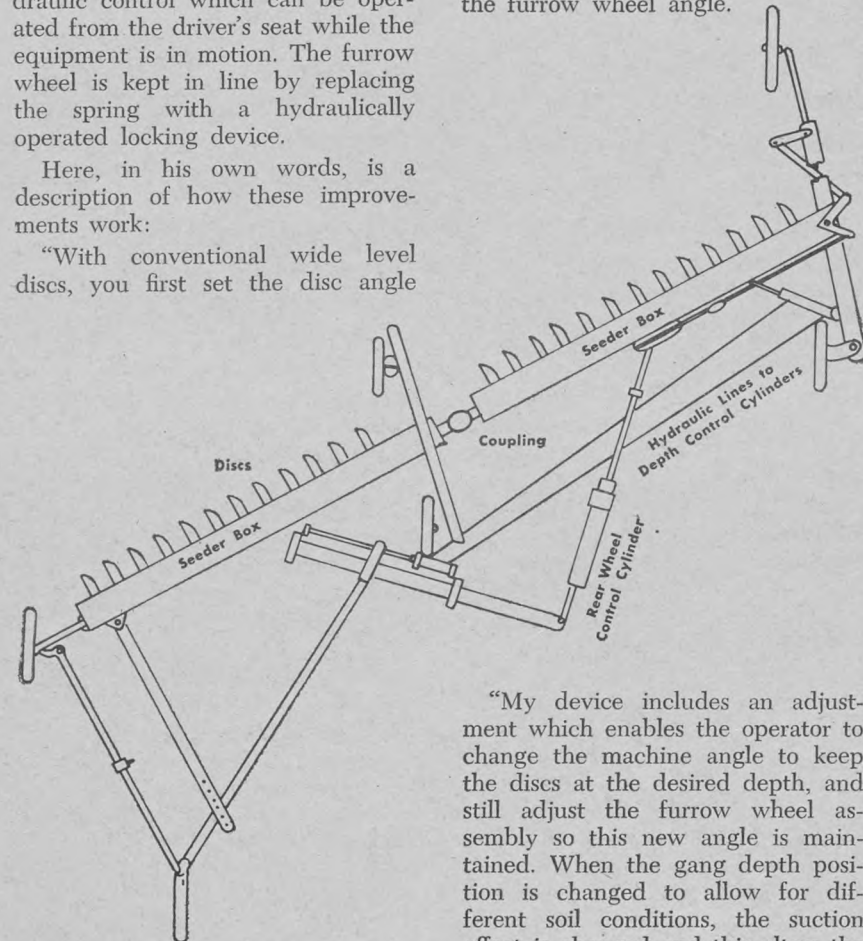 draulic control which can be oper-
ated from the driver's seat while the
equipment is in motion. The furrow
wheel is kept in line by replacing
the spring with a hydraulically
operated locking device.
Here, in his own words, is a
description of how these improve-
ments work:
"With conventional wide level
discs, you first set the disc angle
the furrow wheel angle.
Seeder Box
Coupling
Hydraulic Lines to
Depth Control Cylinders
Discs
Seeder Box
Rear Wheel
Control Cylinder
"My device includes an adjust-
ment which enables the operator to
change the machine angle to keep
the discs at the desired depth, and
still adjust the furrow wheel as-
sembly so this new angle is main-
tained. When the gang depth posi-
tion is changed to allow for dif-
ferent soil conditions, the suction